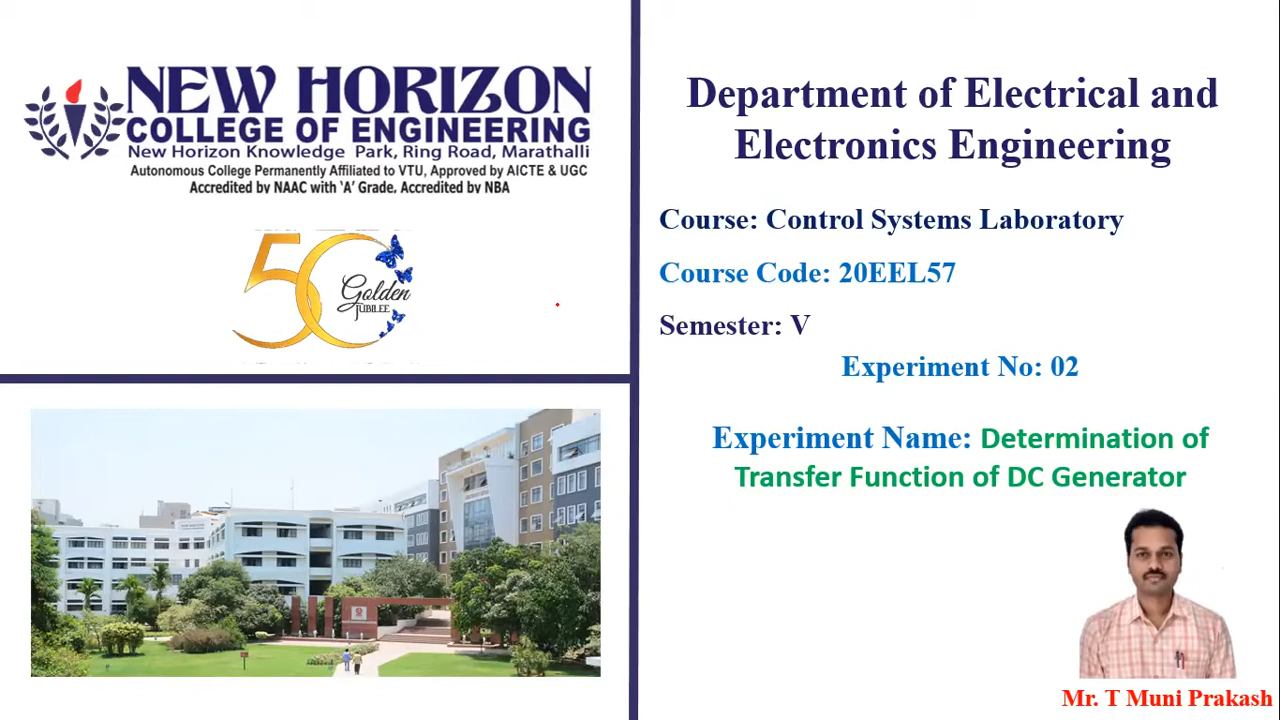 NEW HORIZON
COLLEGE OF ENGINEERING
New Horizon Knowledge Park, Ring Road, Marathalli
Autonomous College Permanently Affiliated to VTU, Approved by AICTE & UGC
Accredited by NAAC with 'A' Grade, Accredited by NBA
50
Golden
JUBILEE
Department of Electrical and
Electronics Engineering
Course: Control Systems Laboratory
Course Code: 20EEL57
Semester: V
Experiment No: 02
Experiment Name: Determination of
Transfer Function of DC Generator
Mr. T Muni Prakash